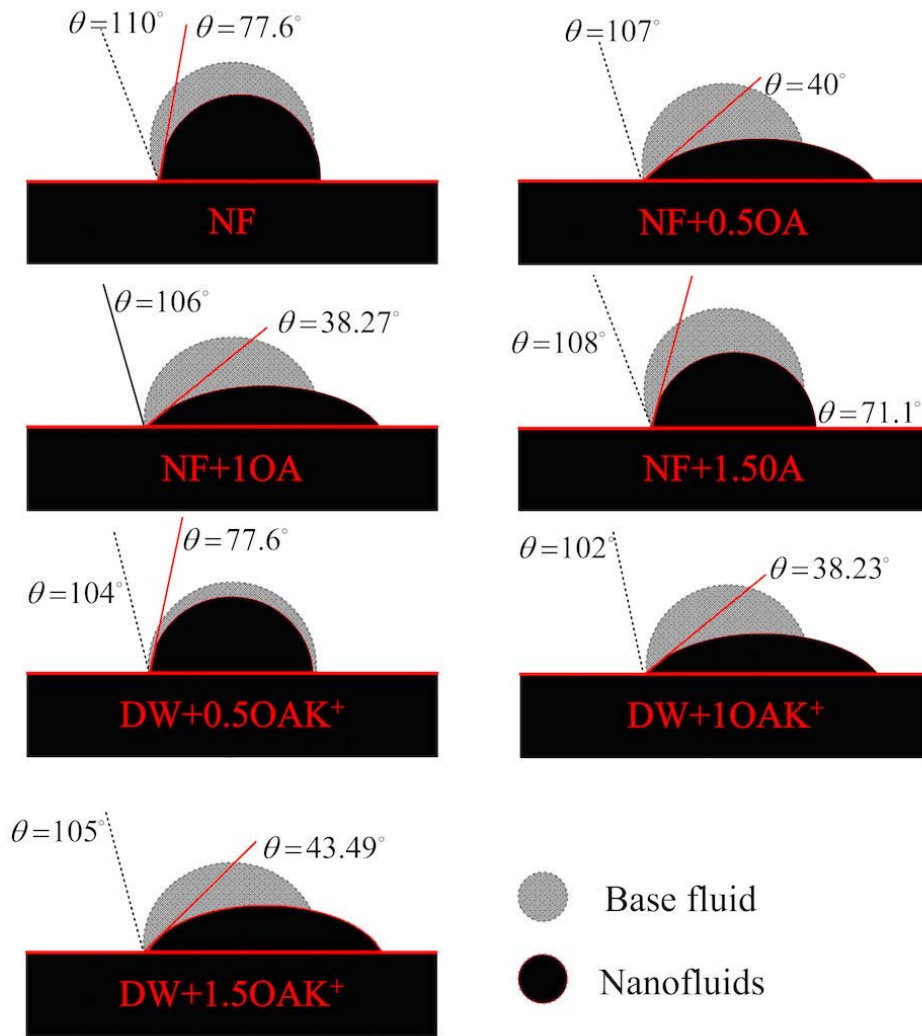 θ=110° θ=77.6°
NF
θ=107° θ=40°
NF+0.5OA
θ=106° θ=38.27°
NF+1OA
θ=108° θ=71.1°
NF+1.50A
θ=104° θ=77.6°
DW+0.5OAK⁺
θ=102° θ=38.23°
DW+1OAK⁺
θ=105° θ=43.49°
DW+1.5OAK⁺
Base fluid
Nanofluids